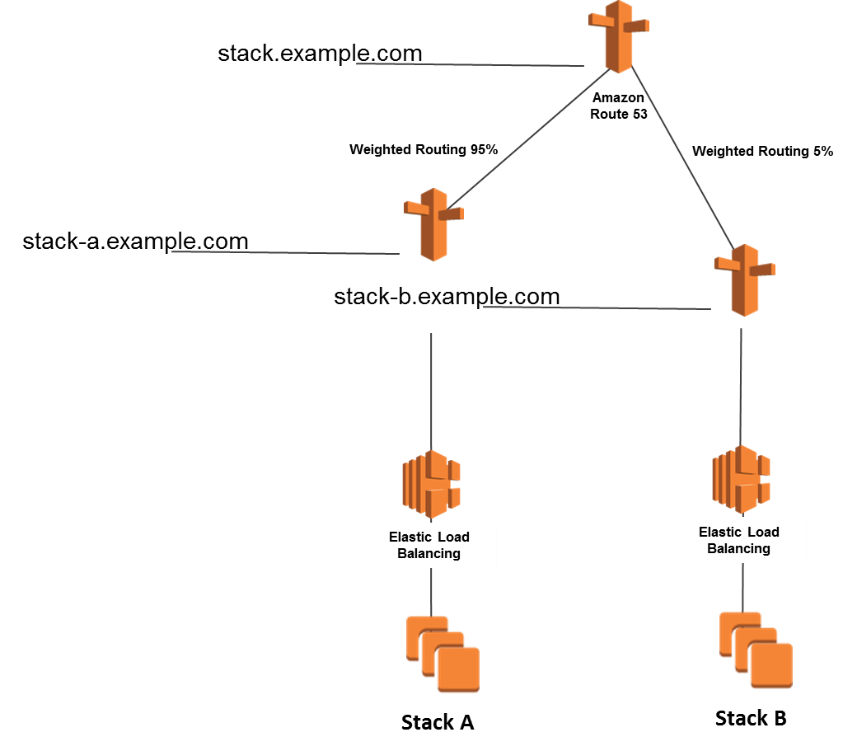 stack.example.com
Amazon
Route 53
Weighted Routing 95%
Weighted Routing 5%
stack-a.example.com
stack-b.example.com
Elastic Load
Balancing
Elastic Load
Balancing
Stack A
Stack B